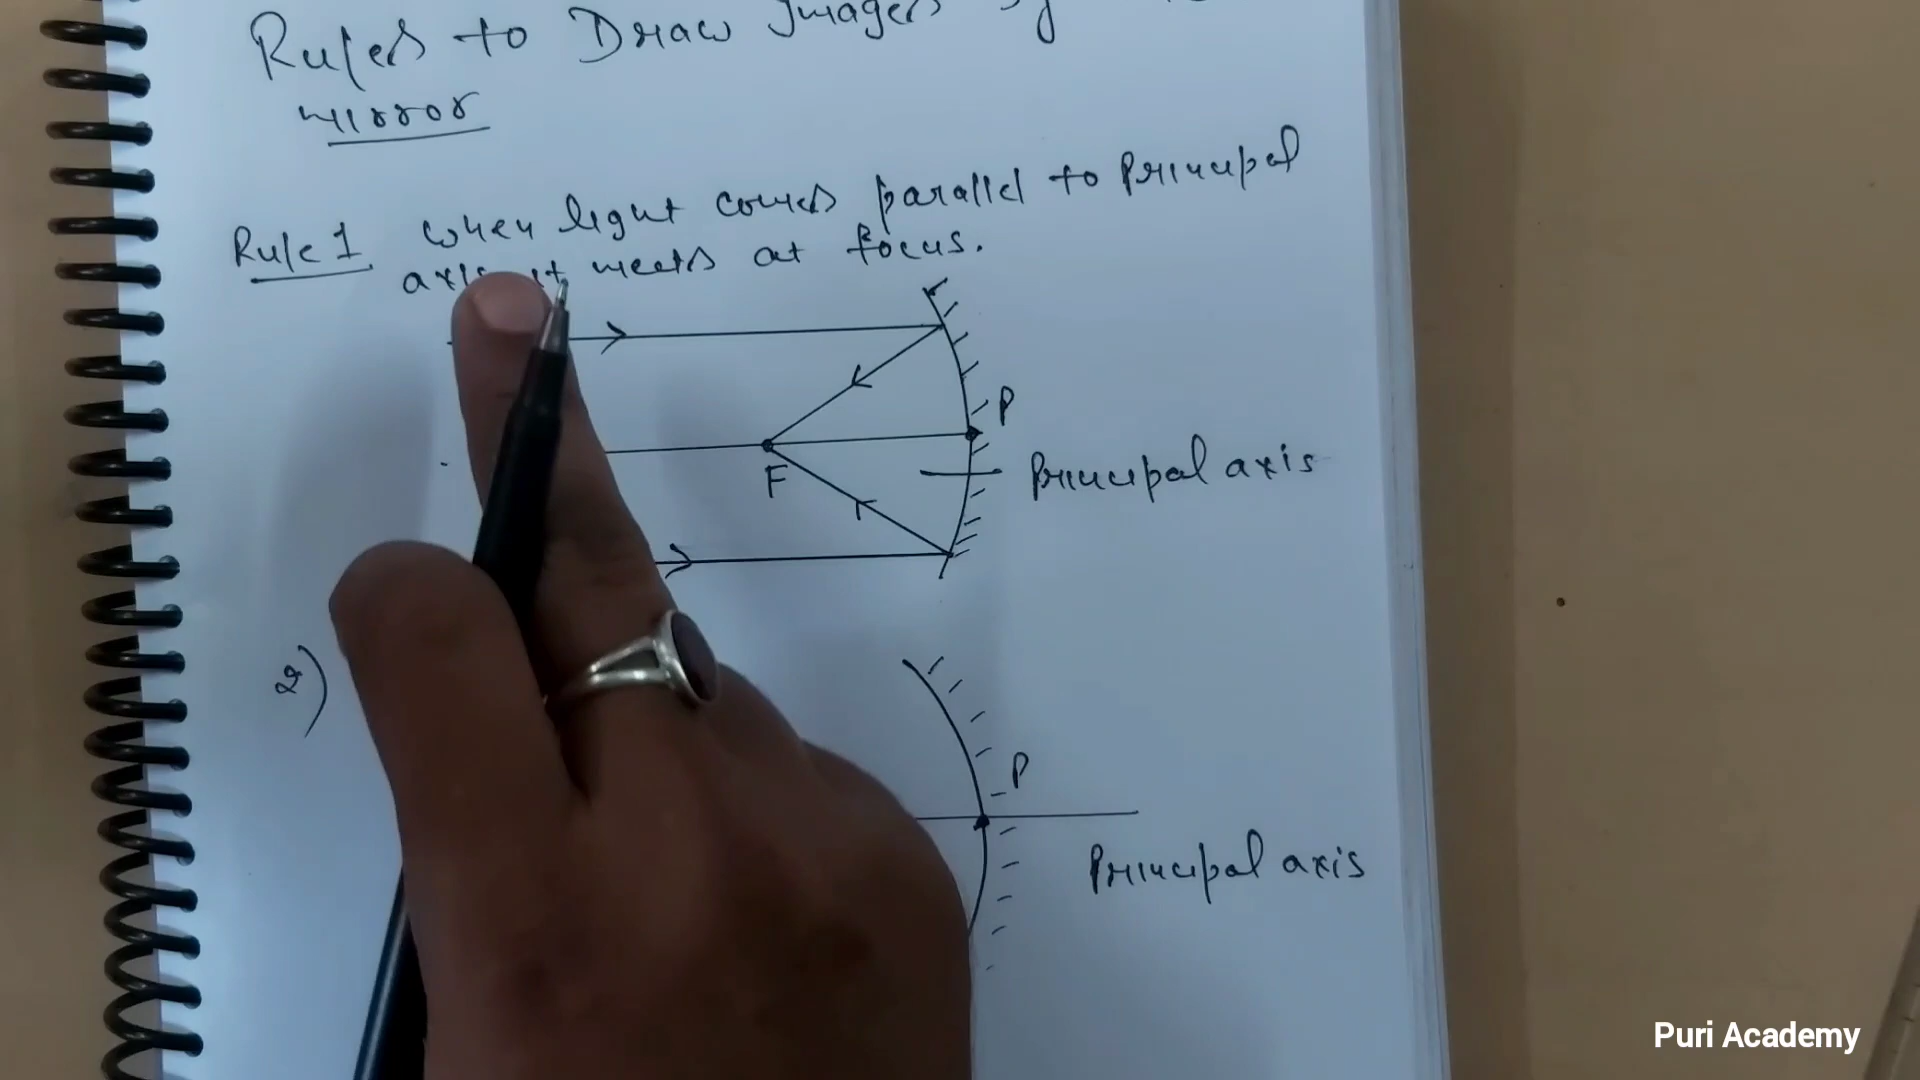 Rules to Draw Images by
mirror
Rule 1 when light comes parallel to Principal
axis it meets at focus.
P
F
Principal axis
2)
P
Principal axis
Puri Academy